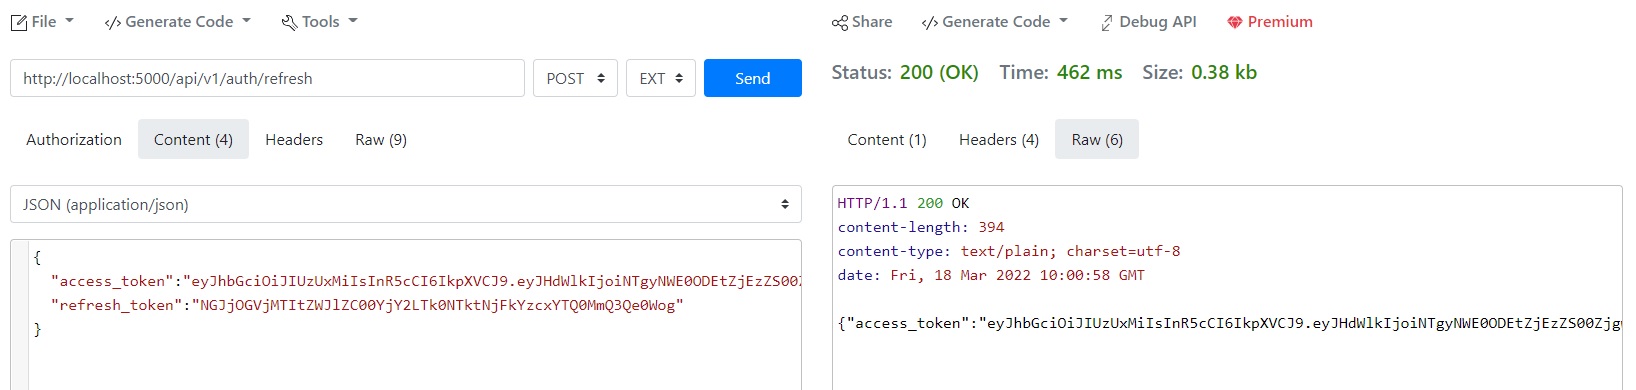 File Generate Code Tools
http://localhost:5000/api/v1/auth/refresh POST EXT Send
Authorization Content (4) Headers Raw (9)
JSON (application/json)
{
"access_token":"eyJhbGciOiJIUzUxMiIsInR5cCI6IkpXVCJ9.eyJHdWlkIjoiNTgyNWE0ODEtZjEzZS00Z
"refresh_token":"NGJjOGVjMTItZWJlZC00YjY2LTk0NTktNjFkYzcxYTQ0MmQ3Qe0Wog"
}
Share Generate Code Debug API Premium
Status: 200 (OK) Time: 462 ms Size: 0.38 kb
Content (1) Headers (4) Raw (6)
HTTP/1.1 200 OK
content-length: 394
content-type: text/plain; charset=utf-8
date: Fri, 18 Mar 2022 10:00:58 GMT
{"access_token":"eyJhbGciOiJIUzUxMiIsInR5cCI6IkpXVCJ9.eyJHdWlkIjoiNTgyNWE0ODEtZjEzZS00Zjg